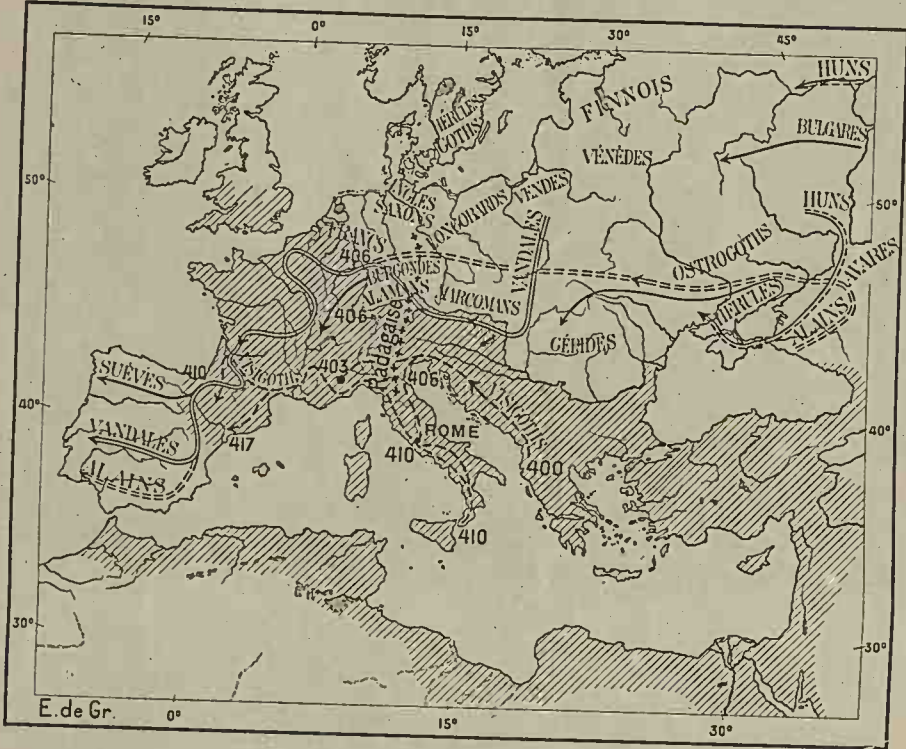 15° 0° 15° 30° 45°
HUNS
FINNOIS
BULGARES
HÉRULES
GOTHS
VÉNÈDES
50°
HUNS
50°
ANGLES
SAXONS
LONGOBARDS
VENDES
FRANCS
406
VANDALES
OSTROGOTHS
AVARES
BURGONDES
ALAMANS
MARCOMANS
HÉRULES
ALAINS
406
Radagaise
GÉPIDES
SUÈVES
410
WISIGOTHS
403
406
WISIGOTHS
40°
VANDALES
417
ROME
40°
410
400
ALAINS
410
30°
30°
E. de Gr.
0° 15° 30°